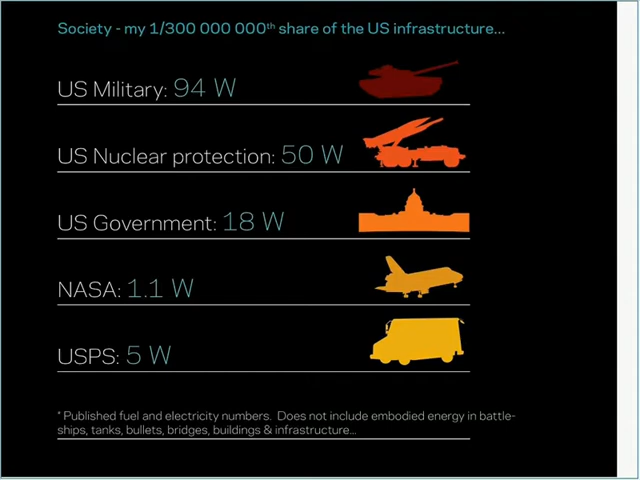 Society - my 1/300 000 000th share of the US infrastructure...
US Military: 94 W
US Nuclear protection: 50 W
US Government: 18 W
NASA: 1.1 W
USPS: 5 W
* Published fuel and electricity numbers. Does not include embodied energy in battle-
ships, tanks, bullets, bridges, buildings & infrastructure...